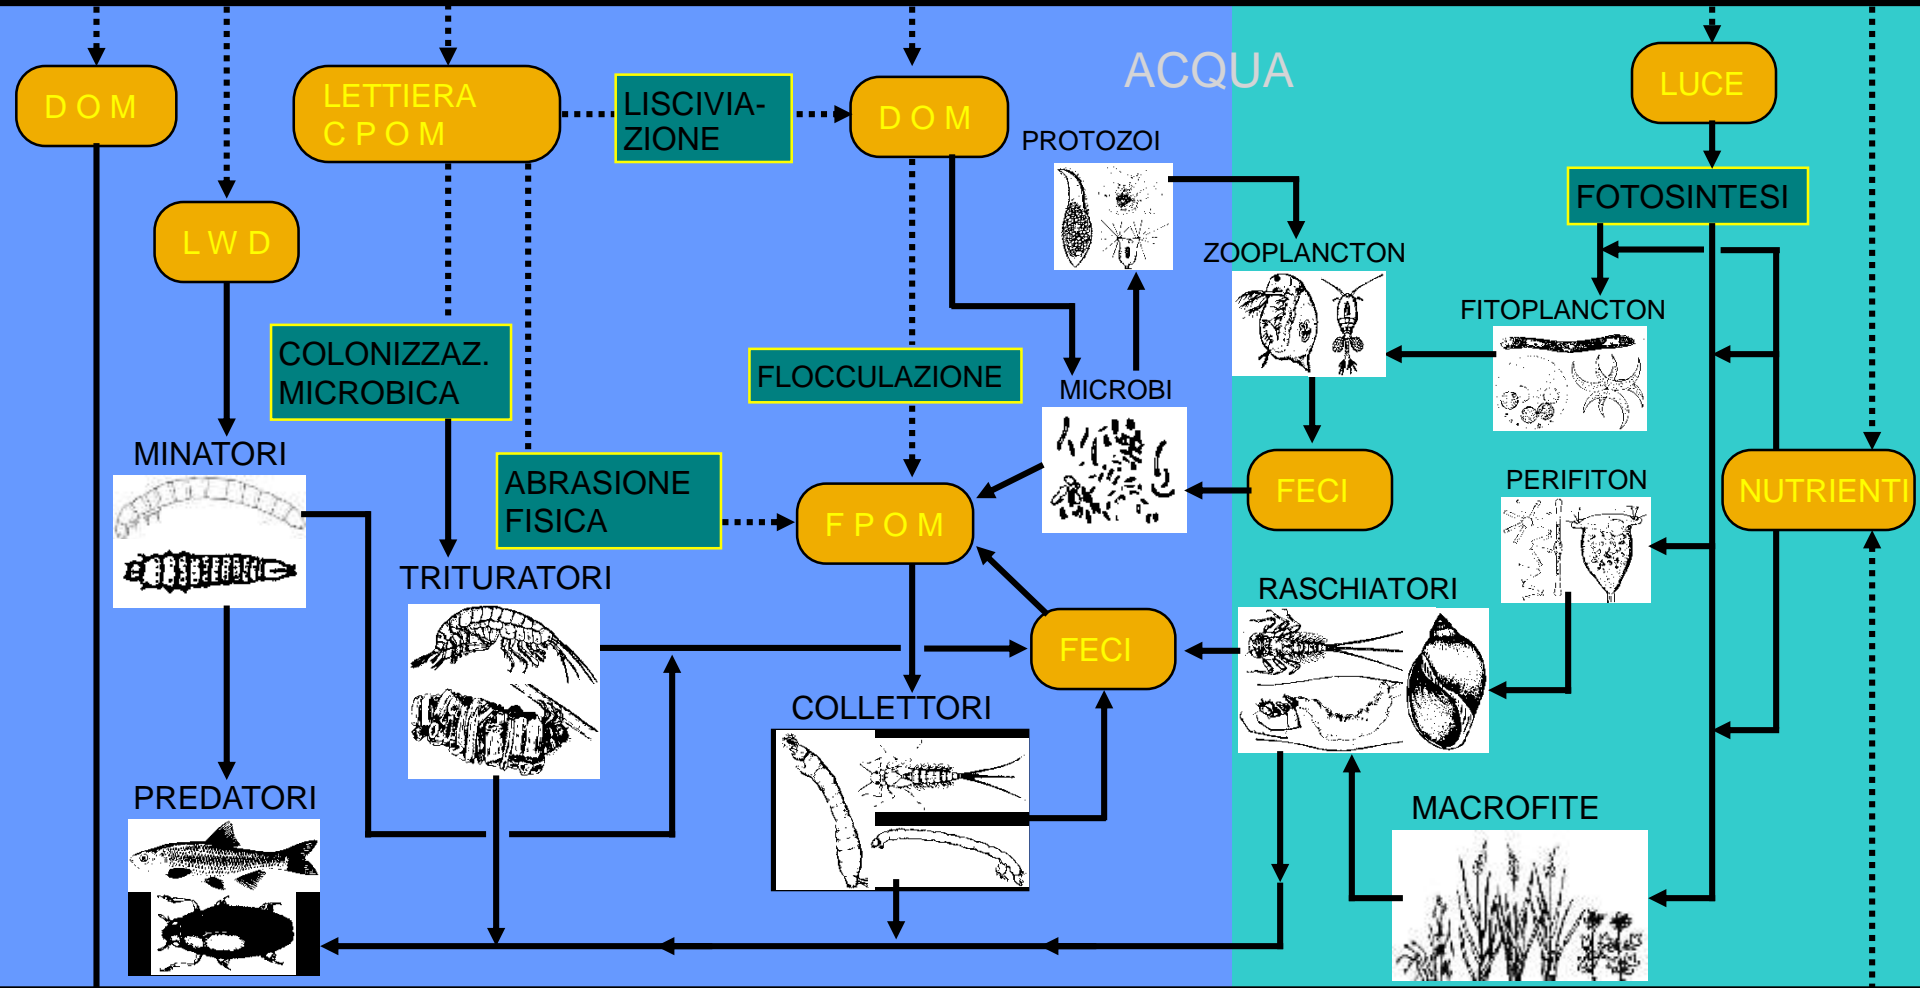 ACQUA
D O M
LETTIERA
C P O M
LISCIVIA-
ZIONE
D O M
LUCE
PROTOZOI
FOTOSINTESI
L W D
ZOOPLANCTON
FITOPLANCTON
COLONIZZAZ.
MICROBICA
FLOCCULAZIONE
MICROBI
MINATORI
ABRASIONE
FISICA
F P O M
FECI
PERIFITON
NUTRIENTI
TRITURATORI
RASCHIATORI
FECI
COLLETTORI
PREDATORI
MACROFITE